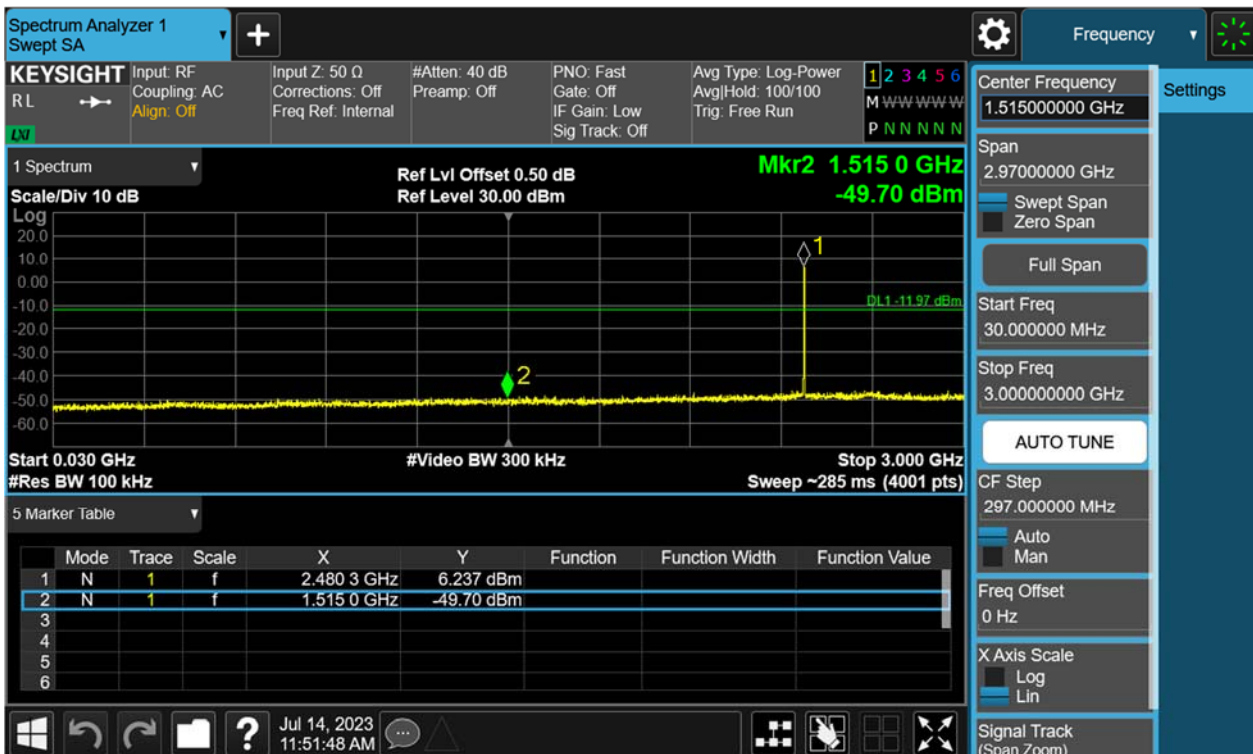 Spectrum Analyzer 1
Swept SA
Frequency
KEYSIGHT
RL
LXI
Input: RF
Coupling: AC
Align: Off
Input Z: 50 Ω
Corrections: Off
Freq Ref: Internal
#Atten: 40 dB
Preamp: Off
PNO: Fast
Gate: Off
IF Gain: Low
Sig Track: Off
Avg Type: Log-Power
Avg|Hold: 100/100
Trig: Free Run
1 2 3 4 5 6
M W W W W W
P N N N N N
1 Spectrum
Scale/Div 10 dB
Ref Lvl Offset 0.50 dB
Ref Level 30.00 dBm
Mkr2 1.515 0 GHz
-49.70 dBm
Log
20.0
10.0
0.00
-10.0
-20.0
-30.0
-40.0
-50.0
-60.0
1
DL1 -11.97 dBm
2
Start 0.030 GHz
#Res BW 100 kHz
#Video BW 300 kHz
Stop 3.000 GHz
Sweep ~285 ms (4001 pts)
5 Marker Table
Mode Trace Scale X Y Function Function Width Function Value
1 N 1 f 2.480 3 GHz 6.237 dBm
2 N 1 f 1.515 0 GHz -49.70 dBm
3
4
5
6
Jul 14, 2023
11:51:48 AM
Center Frequency
1.515000000 GHz
Settings
Span
2.97000000 GHz
Swept Span
Zero Span
Full Span
Start Freq
30.000000 MHz
Stop Freq
3.000000000 GHz
AUTO TUNE
CF Step
297.000000 MHz
Auto
Man
Freq Offset
0 Hz
X Axis Scale
Log
Lin
Signal Track
(Span Zoom)